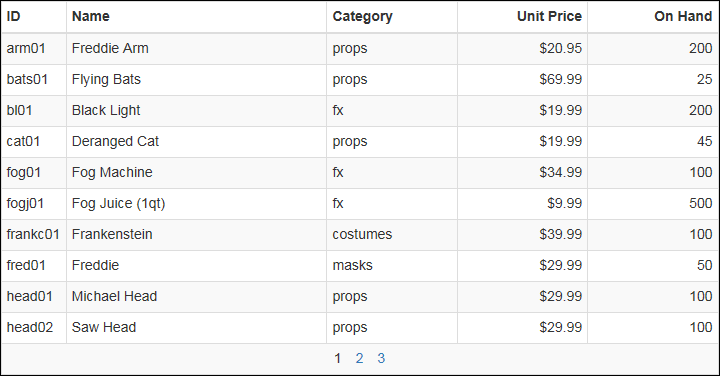 ID Name Category Unit Price On Hand
arm01 Freddie Arm props $20.95 200
bats01 Flying Bats props $69.99 25
bl01 Black Light fx $19.99 200
cat01 Deranged Cat props $19.99 45
fog01 Fog Machine fx $34.99 100
fogj01 Fog Juice (1qt) fx $9.99 500
frankc01 Frankenstein costumes $39.99 100
fred01 Freddie masks $29.99 50
head01 Michael Head props $29.99 100
head02 Saw Head props $29.99 100
1 2 3